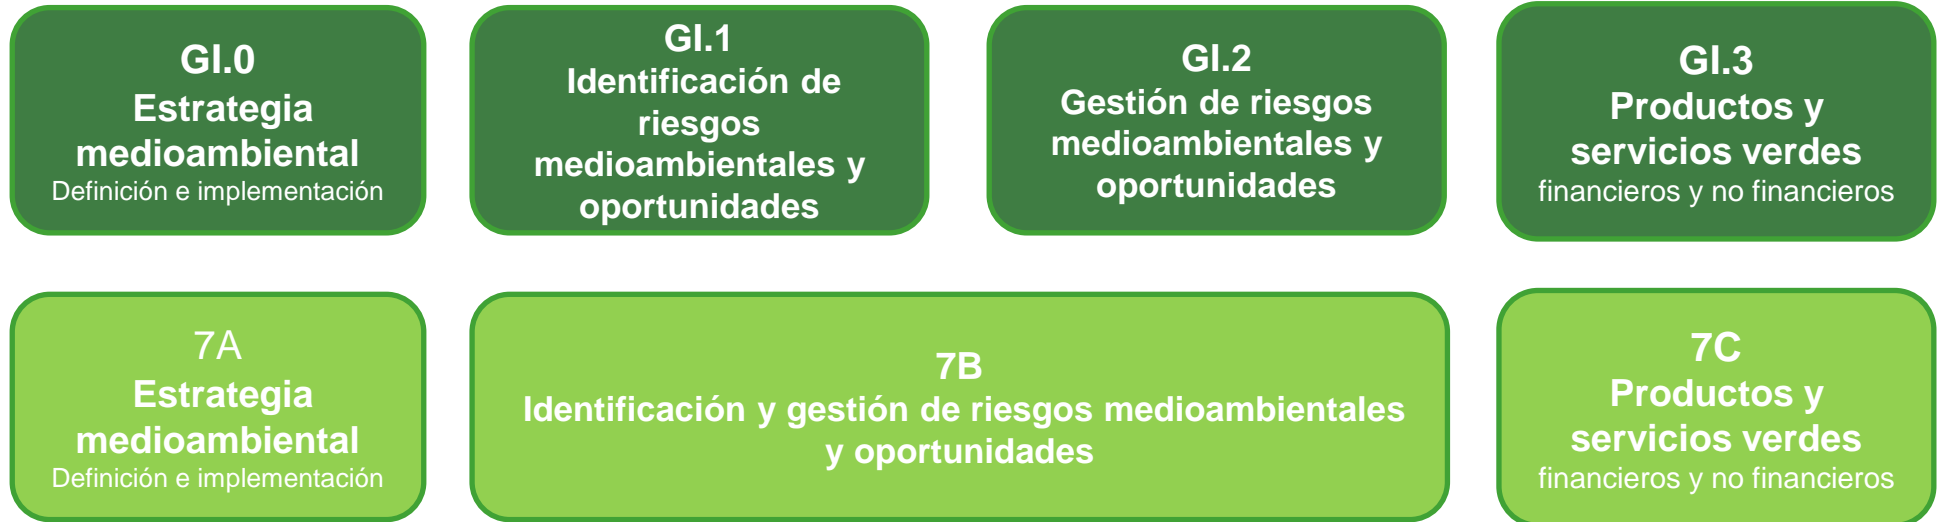 GI.0
Estrategia
medioambiental
Definición e implementación
GI.1
Identificación de
riesgos
medioambientales y
oportunidades
GI.2
Gestión de riesgos
medioambientales y
oportunidades
GI.3
Productos y
servicios verdes
financieros y no financieros
7A
Estrategia
medioambiental
Definición e implementación
7B
Identificación y gestión de riesgos medioambientales
y oportunidades
7C
Productos y
servicios verdes
financieros y no financieros